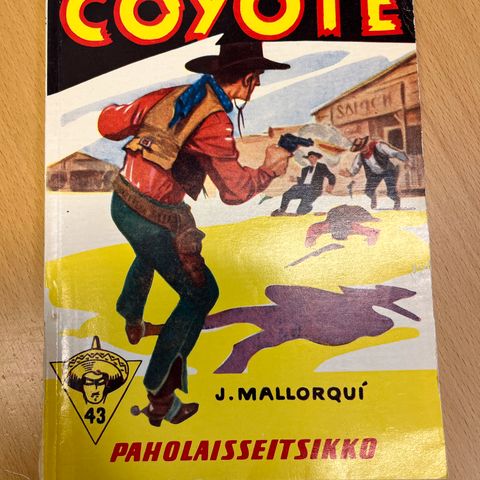 COYOTE
SALOON
J. MALLORQUÍ
43
PAHOLAISSEITSIKKO